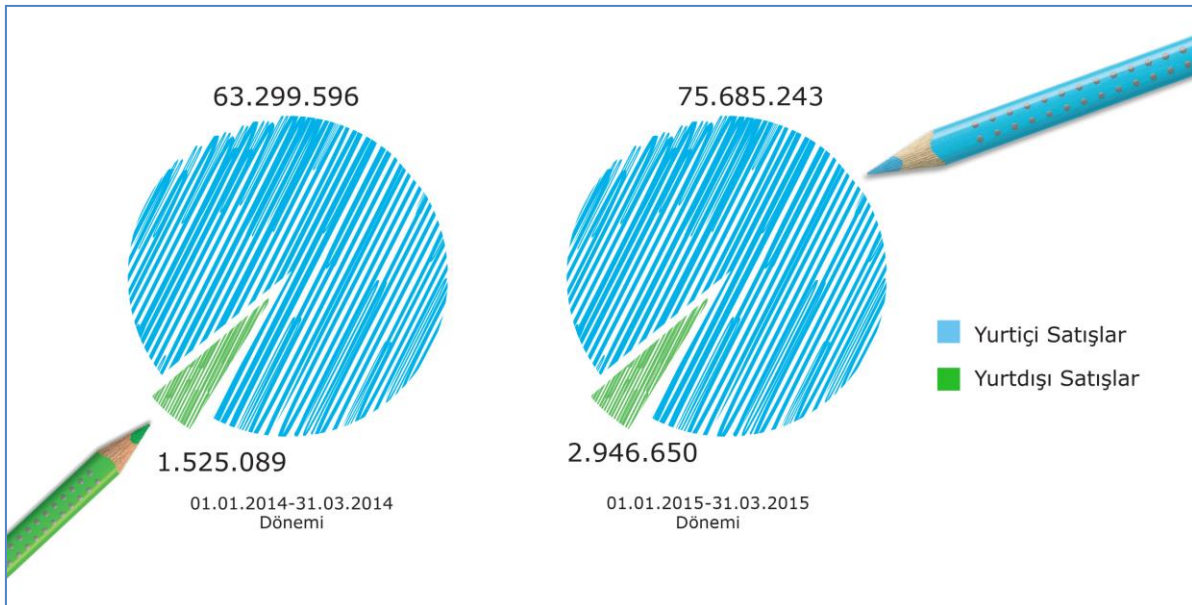 63.299.596
1.525.089
01.01.2014-31.03.2014
Dönemi
75.685.243
2.946.650
01.01.2015-31.03.2015
Dönemi
Yurtiçi Satışlar
Yurtdışı Satışlar